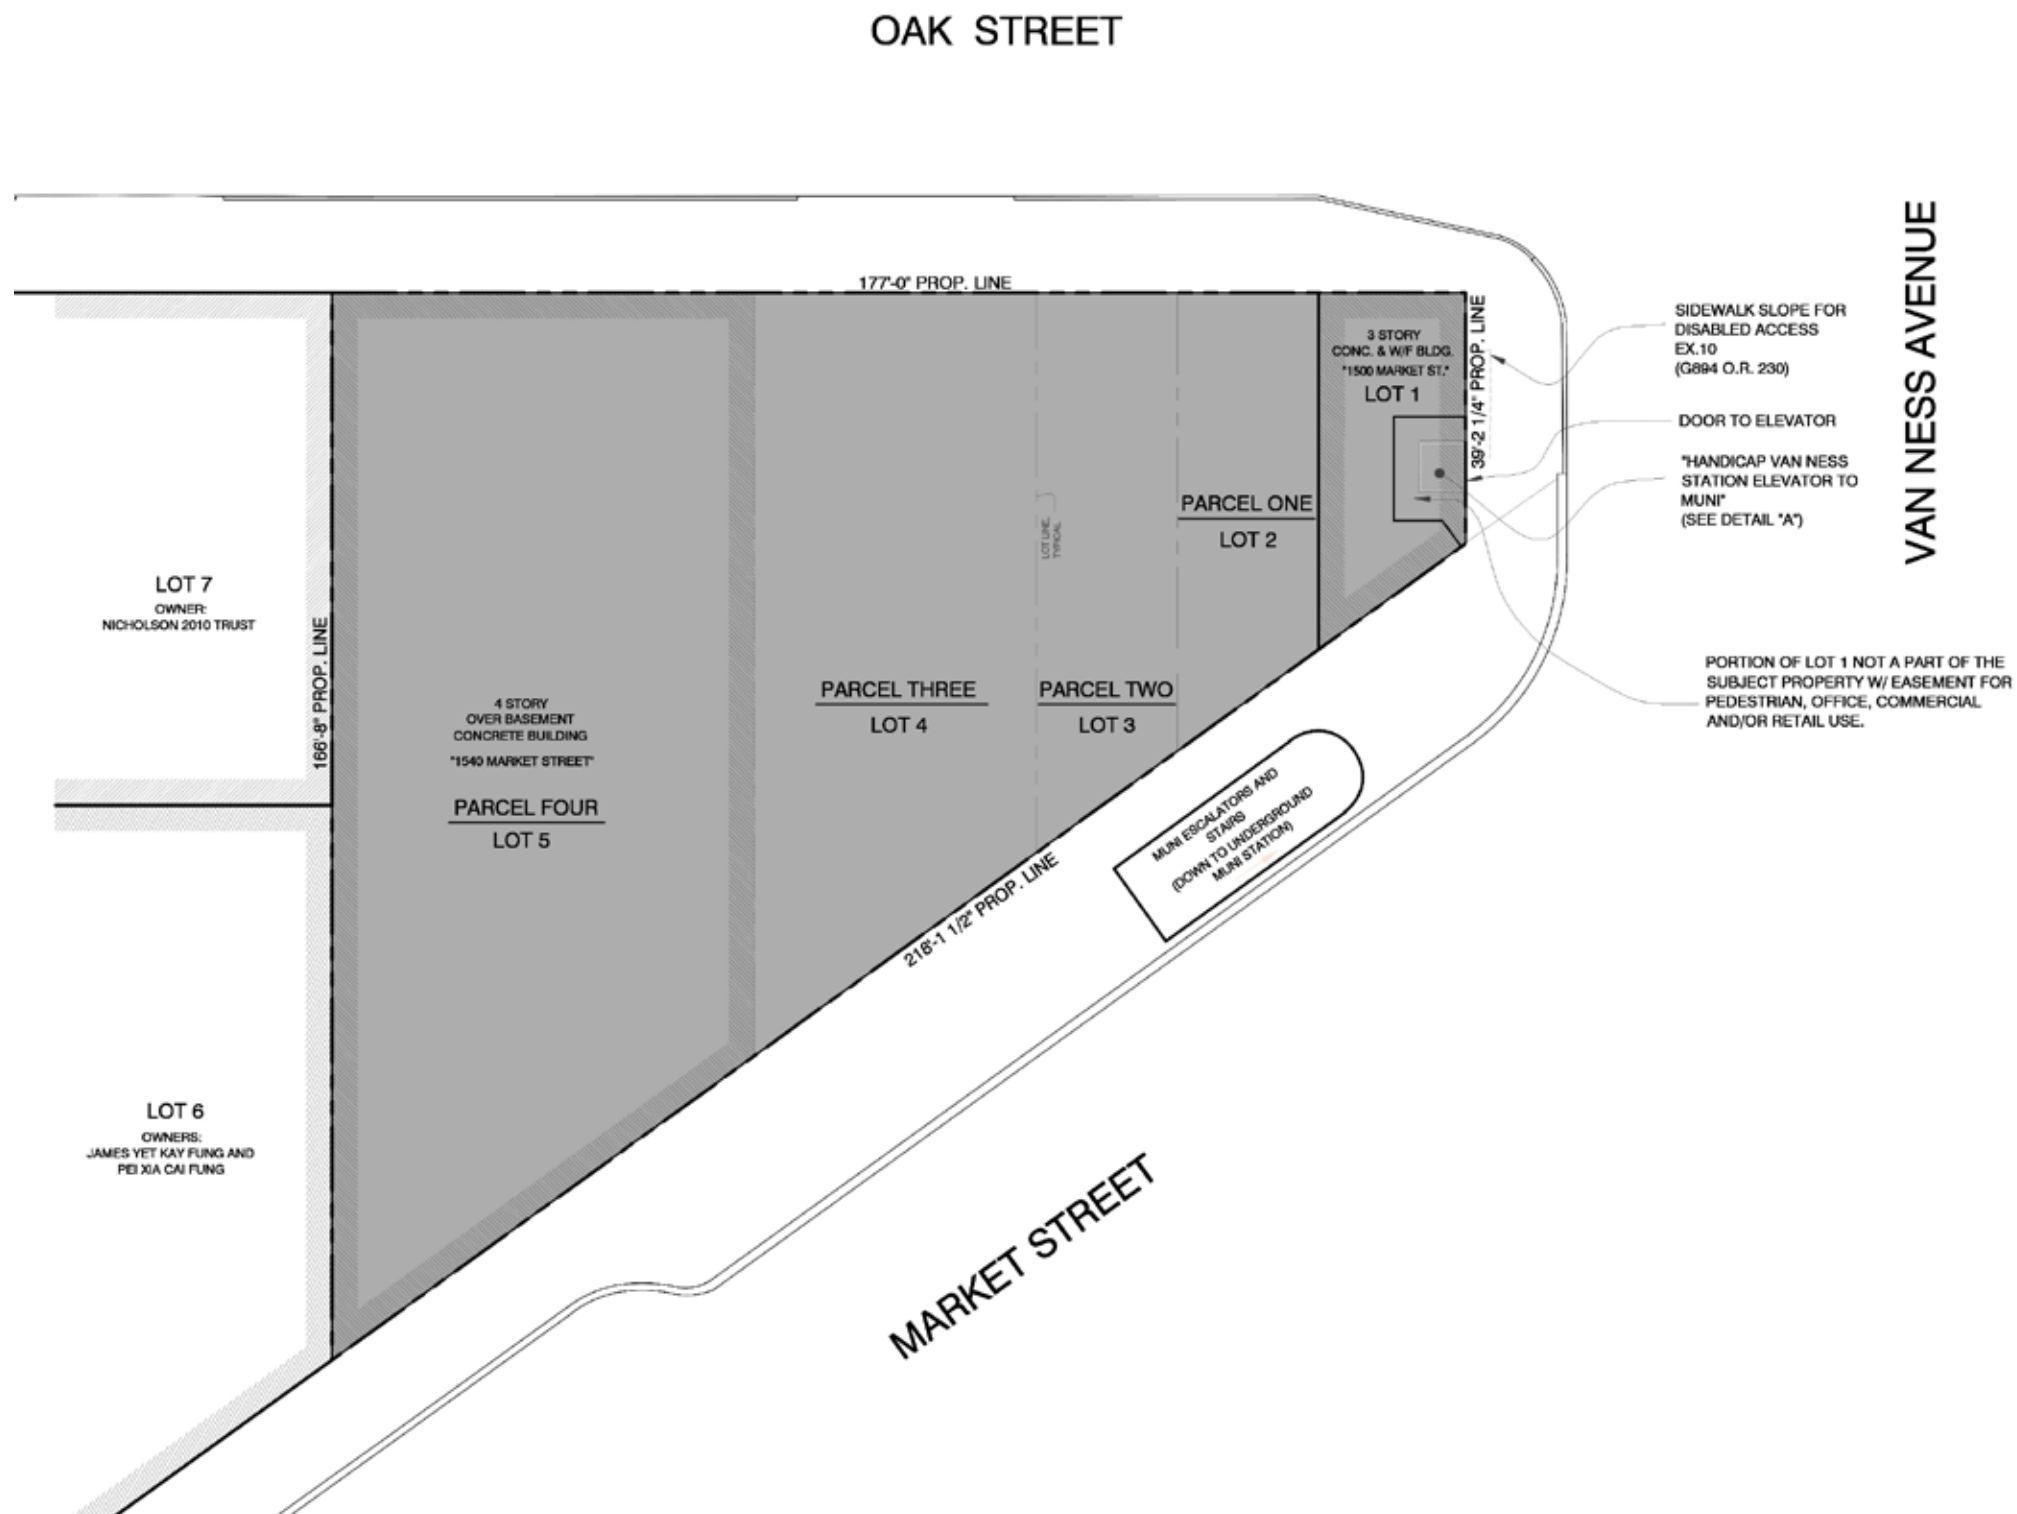 OAK STREET
177'-0" PROP. LINE
VAN NESS AVENUE
39'-2 1/4" PROP. LINE
3 STORY
CONC. & W/F BLDG.
"1500 MARKET ST."
LOT 1
SIDEWALK SLOPE FOR
DISABLED ACCESS
EX.10
(G894 O.R. 230)
DOOR TO ELEVATOR
"HANDICAP VAN NESS
STATION ELEVATOR TO
MUNI"
(SEE DETAIL "A")
PARCEL ONE
LOT 2
LOT LINE,
TYPICAL
LOT 7
OWNER:
NICHOLSON 2010 TRUST
166'-8" PROP. LINE
PORTION OF LOT 1 NOT A PART OF THE
SUBJECT PROPERTY W/ EASEMENT FOR
PEDESTRIAN, OFFICE, COMMERCIAL
AND/OR RETAIL USE.
4 STORY
OVER BASEMENT
CONCRETE BUILDING
"1540 MARKET STREET"
PARCEL FOUR
LOT 5
PARCEL THREE
LOT 4
PARCEL TWO
LOT 3
MUNI ESCALATORS AND
STAIRS
(DOWN TO UNDERGROUND
MUNI STATION)
218'-1 1/2" PROP. LINE
LOT 6
OWNERS:
JAMES YET KAY FUNG AND
PEI XIA CAI FUNG
MARKET STREET